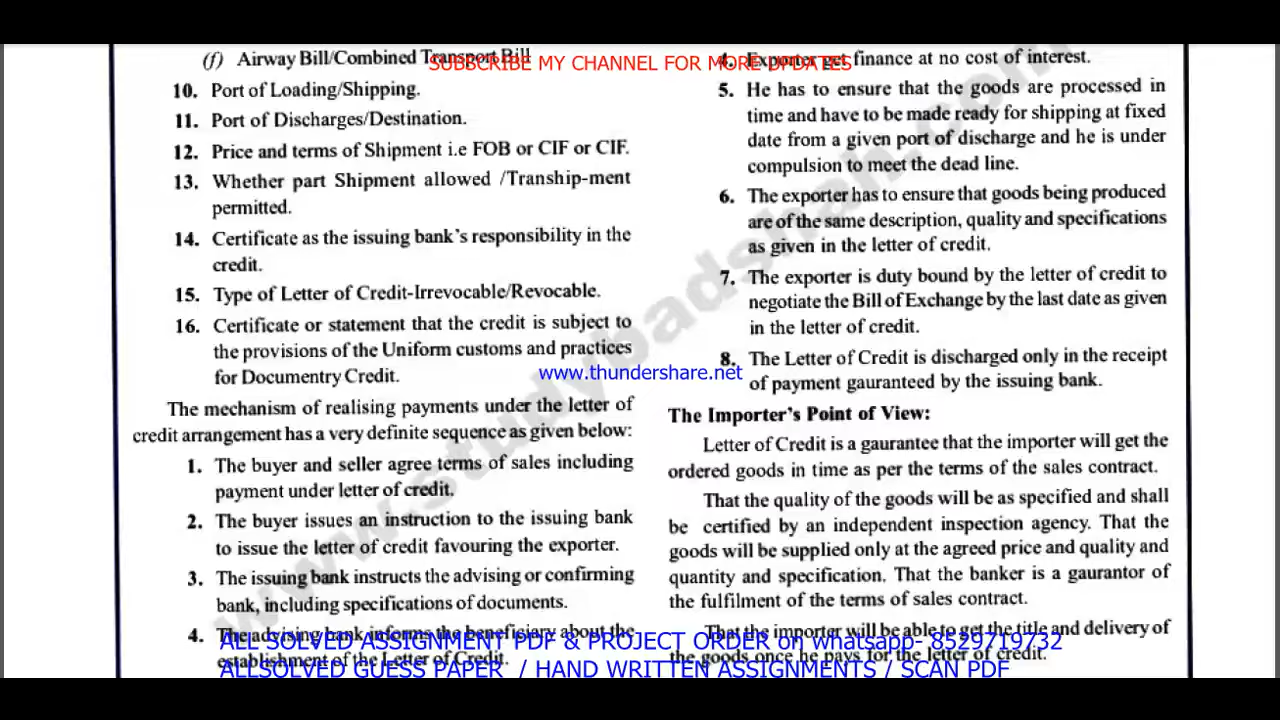 (f) Airway Bill/Combined Transport Bill
10. Port of Loading/Shipping.
11. Port of Discharges/Destination.
12. Price and terms of Shipment i.e FOB or CIF or CIF.
13. Whether part Shipment allowed /Tranship-ment
permitted.
14. Certificate as the issuing bank's responsibility in the
credit.
15. Type of Letter of Credit-Irrevocable/Revocable.
16. Certificate or statement that the credit is subject to
the provisions of the Uniform customs and practices
for Documentry Credit.
The mechanism of realising payments under the letter of
credit arrangement has a very definite sequence as given below:
1. The buyer and seller agree terms of sales including
payment under letter of credit.
2. The buyer issues an instruction to the issuing bank
to issue the letter of credit favouring the exporter.
3. The issuing bank instructs the advising or confirming
bank, including specifications of documents.
4. The advising bank informs the beneficiary about the
establishment of the Letter of Credit.
4. Exporter get finance at no cost of interest.
5. He has to ensure that the goods are processed in
time and have to be made ready for shipping at fixed
date from a given port of discharge and he is under
compulsion to meet the dead line.
6. The exporter has to ensure that goods being produced
are of the same description, quality and specifications
as given in the letter of credit.
7. The exporter is duty bound by the letter of credit to
negotiate the Bill of Exchange by the last date as given
in the letter of credit.
8. The Letter of Credit is discharged only in the receipt
of payment gauranteed by the issuing bank.
The Importer's Point of View:
Letter of Credit is a gaurantee that the importer will get the
ordered goods in time as per the terms of the sales contract.
That the quality of the goods will be as specified and shall
be certified by an independent inspection agency. That the
goods will be supplied only at the agreed price and quality and
quantity and specification. That the banker is a gaurantor of
the fulfilment of the terms of sales contract.
That the importer will be able to get the title and delivery of
the goods once he pays for the letter of credit.
SUBSCRIBE MY CHANNEL FOR MORE UPDATES
www.thundershare.net
ALL SOLVED ASSIGNMENT PDF & PROJECT ORDER on whatsapp- 8529719732
ALLSOLVED GUESS PAPER / HAND WRITTEN ASSIGNMENTS / SCAN PDF
www.studybadshah.com